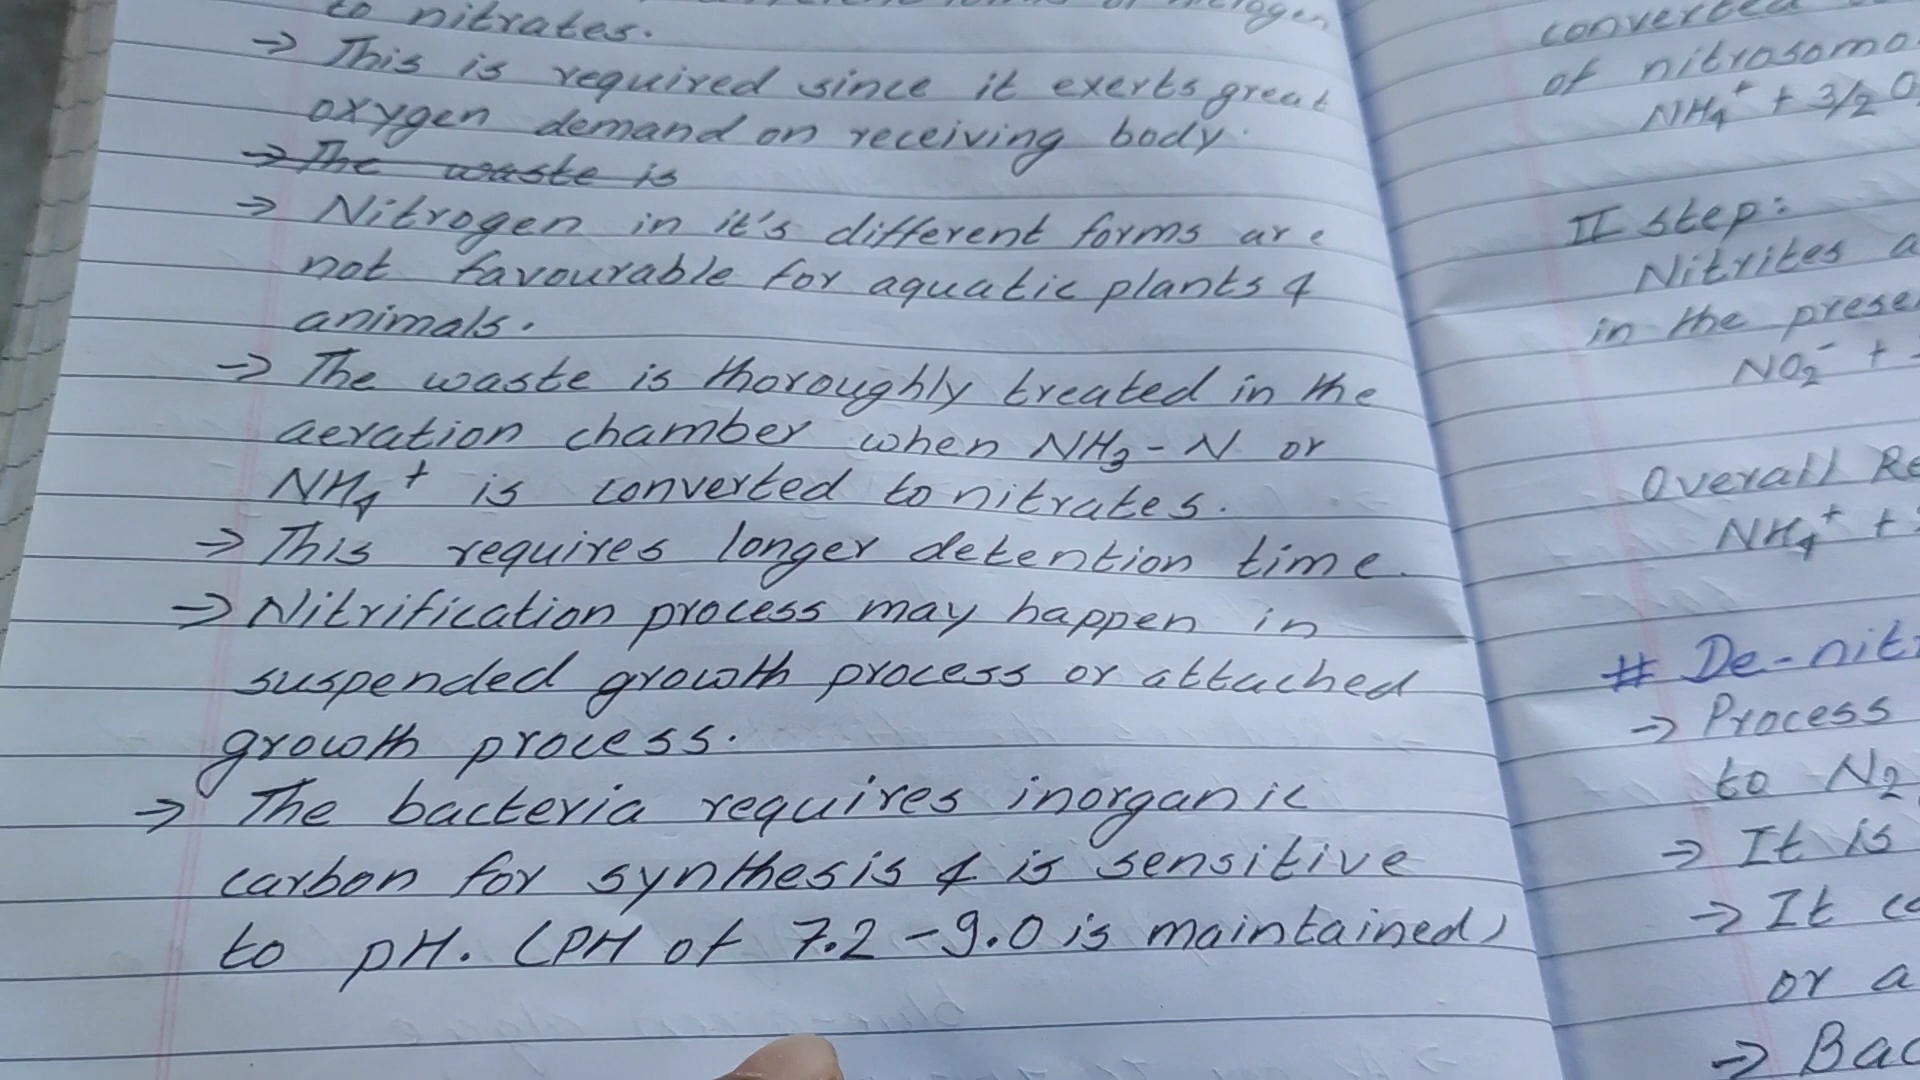 to nitrates.
→ This is required since it exerts great
oxygen demand on receiving body.
→ The waste is
→ Nitrogen in it's different forms are
not favourable for aquatic plants &
animals.
→ The waste is thoroughly treated in the
aeration chamber when NH₃-N or
NH₄⁺ is converted to nitrates.
→ This requires longer detention time.
→ Nitrification process may happen in
suspended growth process or attached
growth process.
→ The bacteria requires inorganic
carbon for synthesis & is sensitive
to pH. (PH of 7.2 - 9.0 is maintained)
converted
of nitrosomo
NH₄⁺ + 3/2 O
II step:
Nitrites a
in the prese
NO₂⁻ +
Overall Re
NH₄⁺ +
# De-nit
→ Process
to N₂
→ It is
→ It co
or a
→ Bac